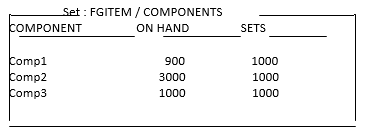 Set : FGITEM / COMPONENTS
COMPONENT ON HAND SETS
Comp1 900 1000
Comp2 3000 1000
Comp3 1000 1000